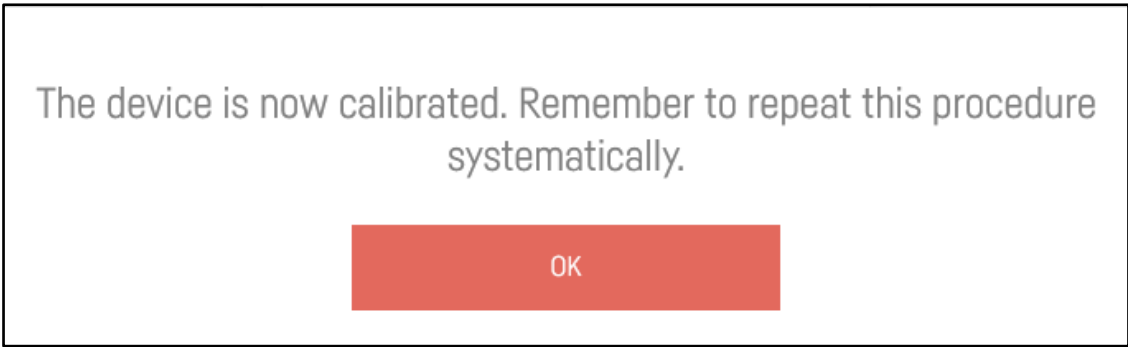 The device is now calibrated. Remember to repeat this procedure
systematically.
OK